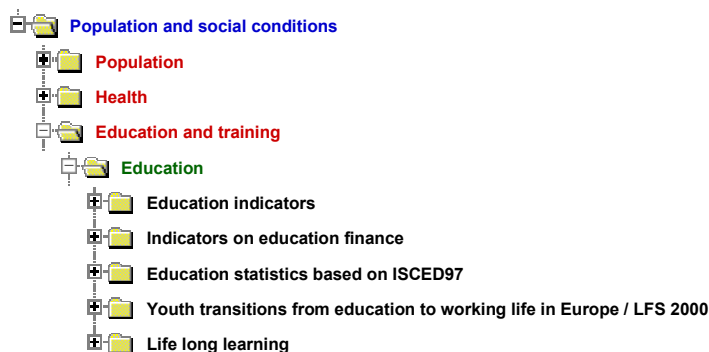 Population and social conditions
Population
Health
Education and training
Education
Education indicators
Indicators on education finance
Education statistics based on ISCED97
Youth transitions from education to working life in Europe / LFS 2000
Life long learning